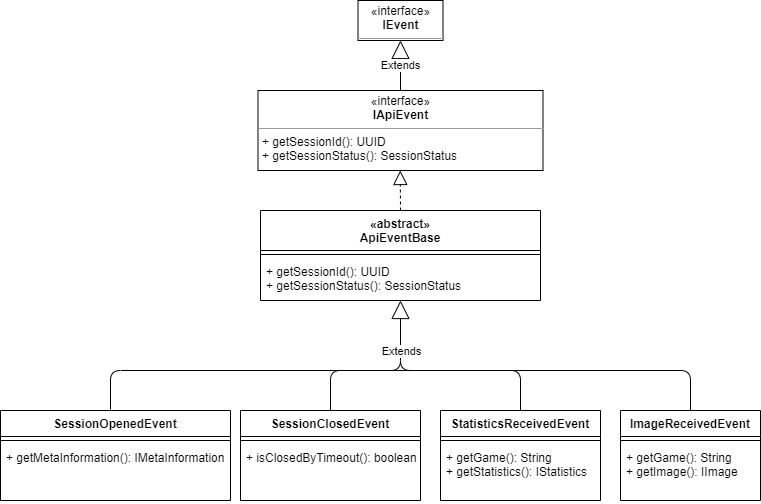 «interface»
IEvent
Extends
«interface»
IApiEvent
+ getSessionId(): UUID
+ getSessionStatus(): SessionStatus
«abstract»
ApiEventBase
+ getSessionId(): UUID
+ getSessionStatus(): SessionStatus
Extends
SessionOpenedEvent
+ getMetaInformation(): IMetaInformation
SessionClosedEvent
+ isClosedByTimeout(): boolean
StatisticsReceivedEvent
+ getGame(): String
+ getStatistics(): IStatistics
ImageReceivedEvent
+ getGame(): String
+ getImage(): IImage